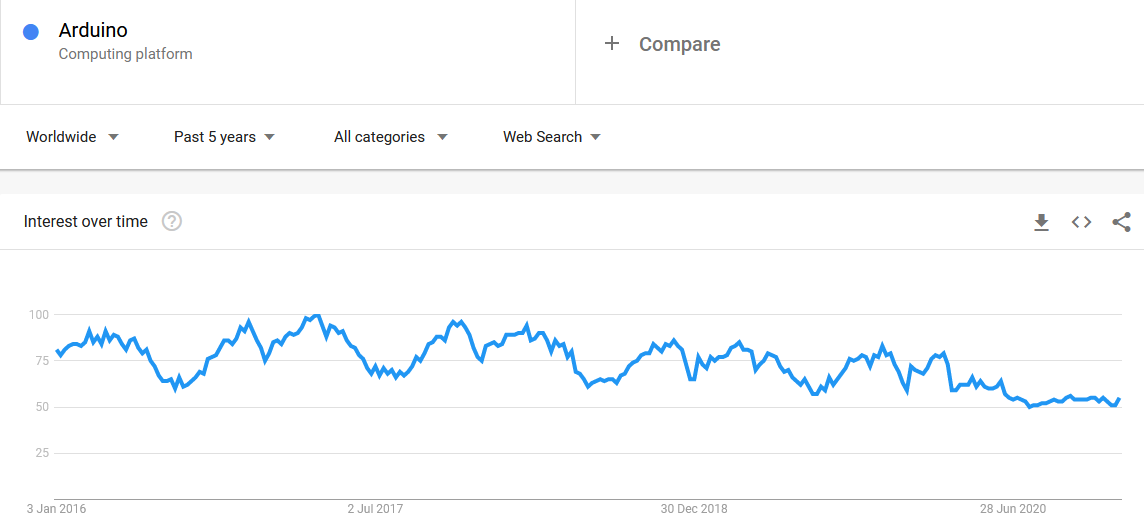 Arduino
Computing platform
+ Compare
Worldwide Past 5 years All categories Web Search
Interest over time ?
100
75
50
25
3 Jan 2016 2 Jul 2017 30 Dec 2018 28 Jun 2020